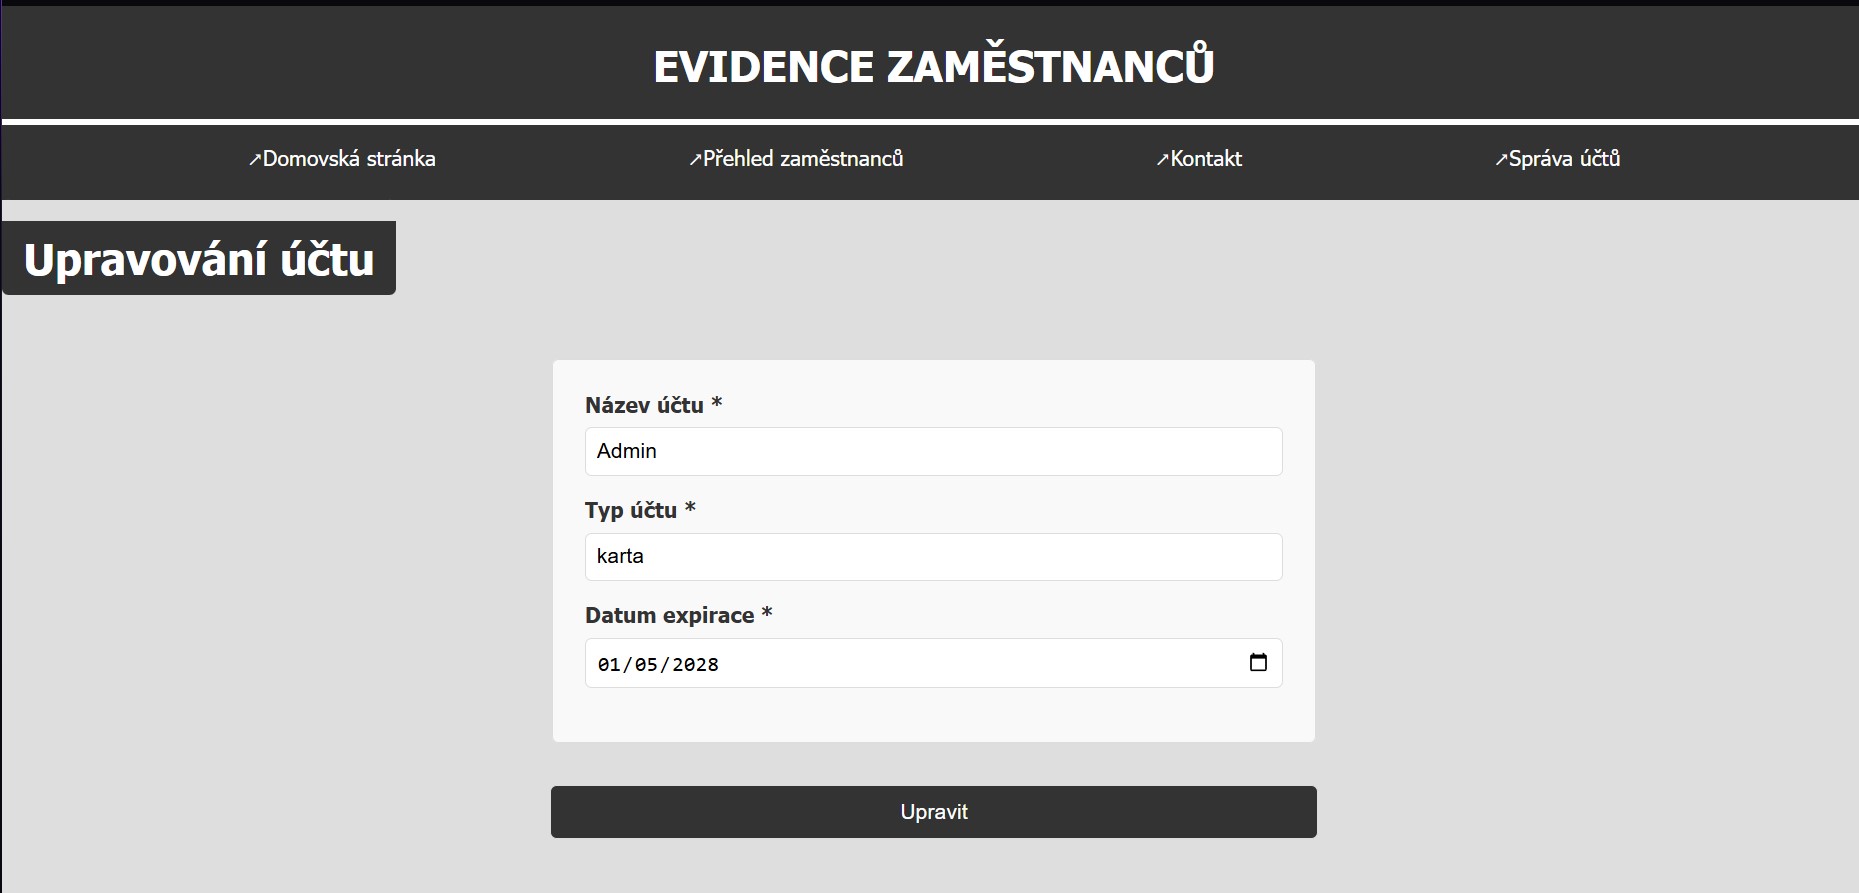 EVIDENCE ZAMĚSTNANCŮ
↗Domovská stránka ↗Přehled zaměstnanců ↗Kontakt ↗Správa účtů
Upravování účtu
Název účtu *
Admin
Typ účtu *
karta
Datum expirace *
01/05/2028
Upravit